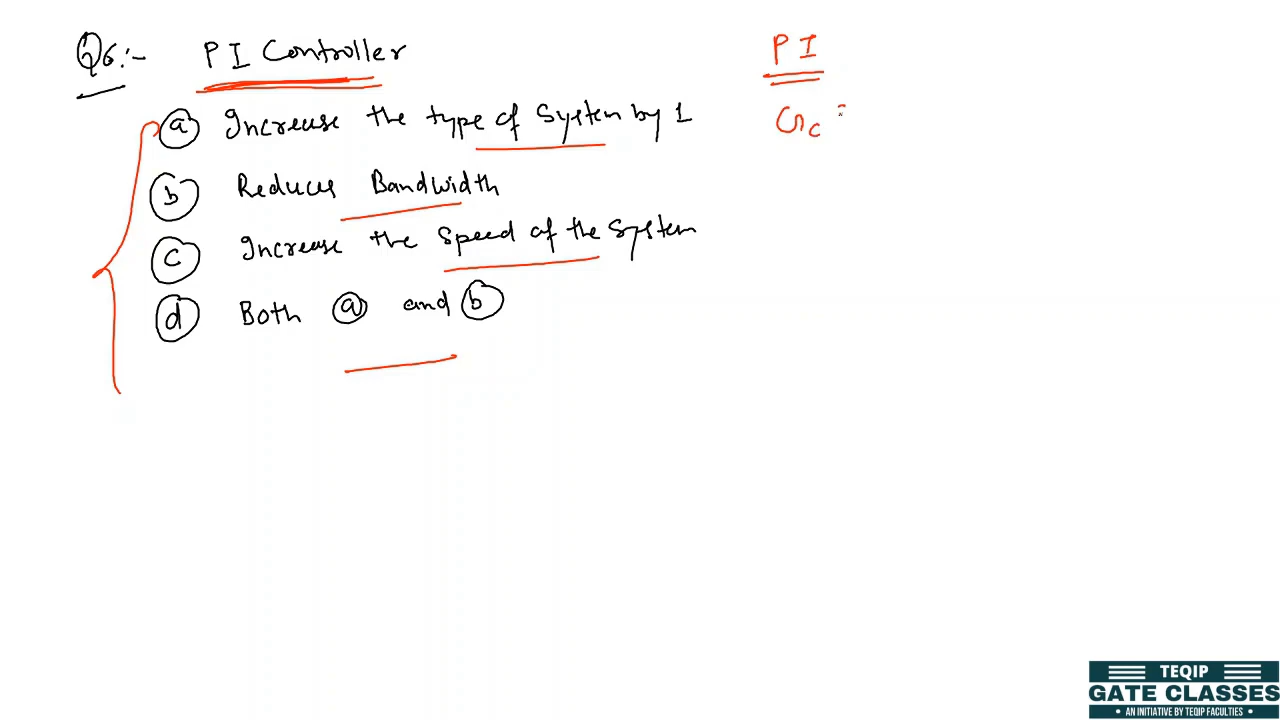 Q6:- PI Controller
(a) Increase the type of System by 1
(b) Reduces Bandwidth
(c) Increase the Speed of the System
(d) Both (a) and (b)
PI
Gc =
TEQIP
GATE CLASSES
• AN INITIATIVE BY TEQIP FACULTIES •